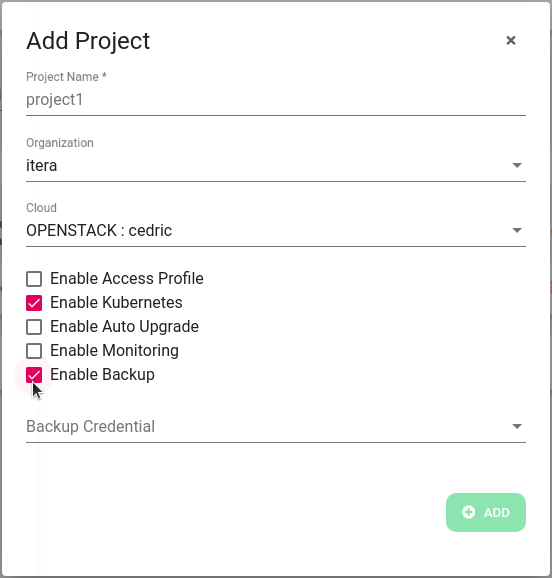 Add Project
Project Name *
project1
Organization
itera
Cloud
OPENSTACK : cedric
Enable Access Profile
Enable Kubernetes
Enable Auto Upgrade
Enable Monitoring
Enable Backup
Backup Credential
ADD